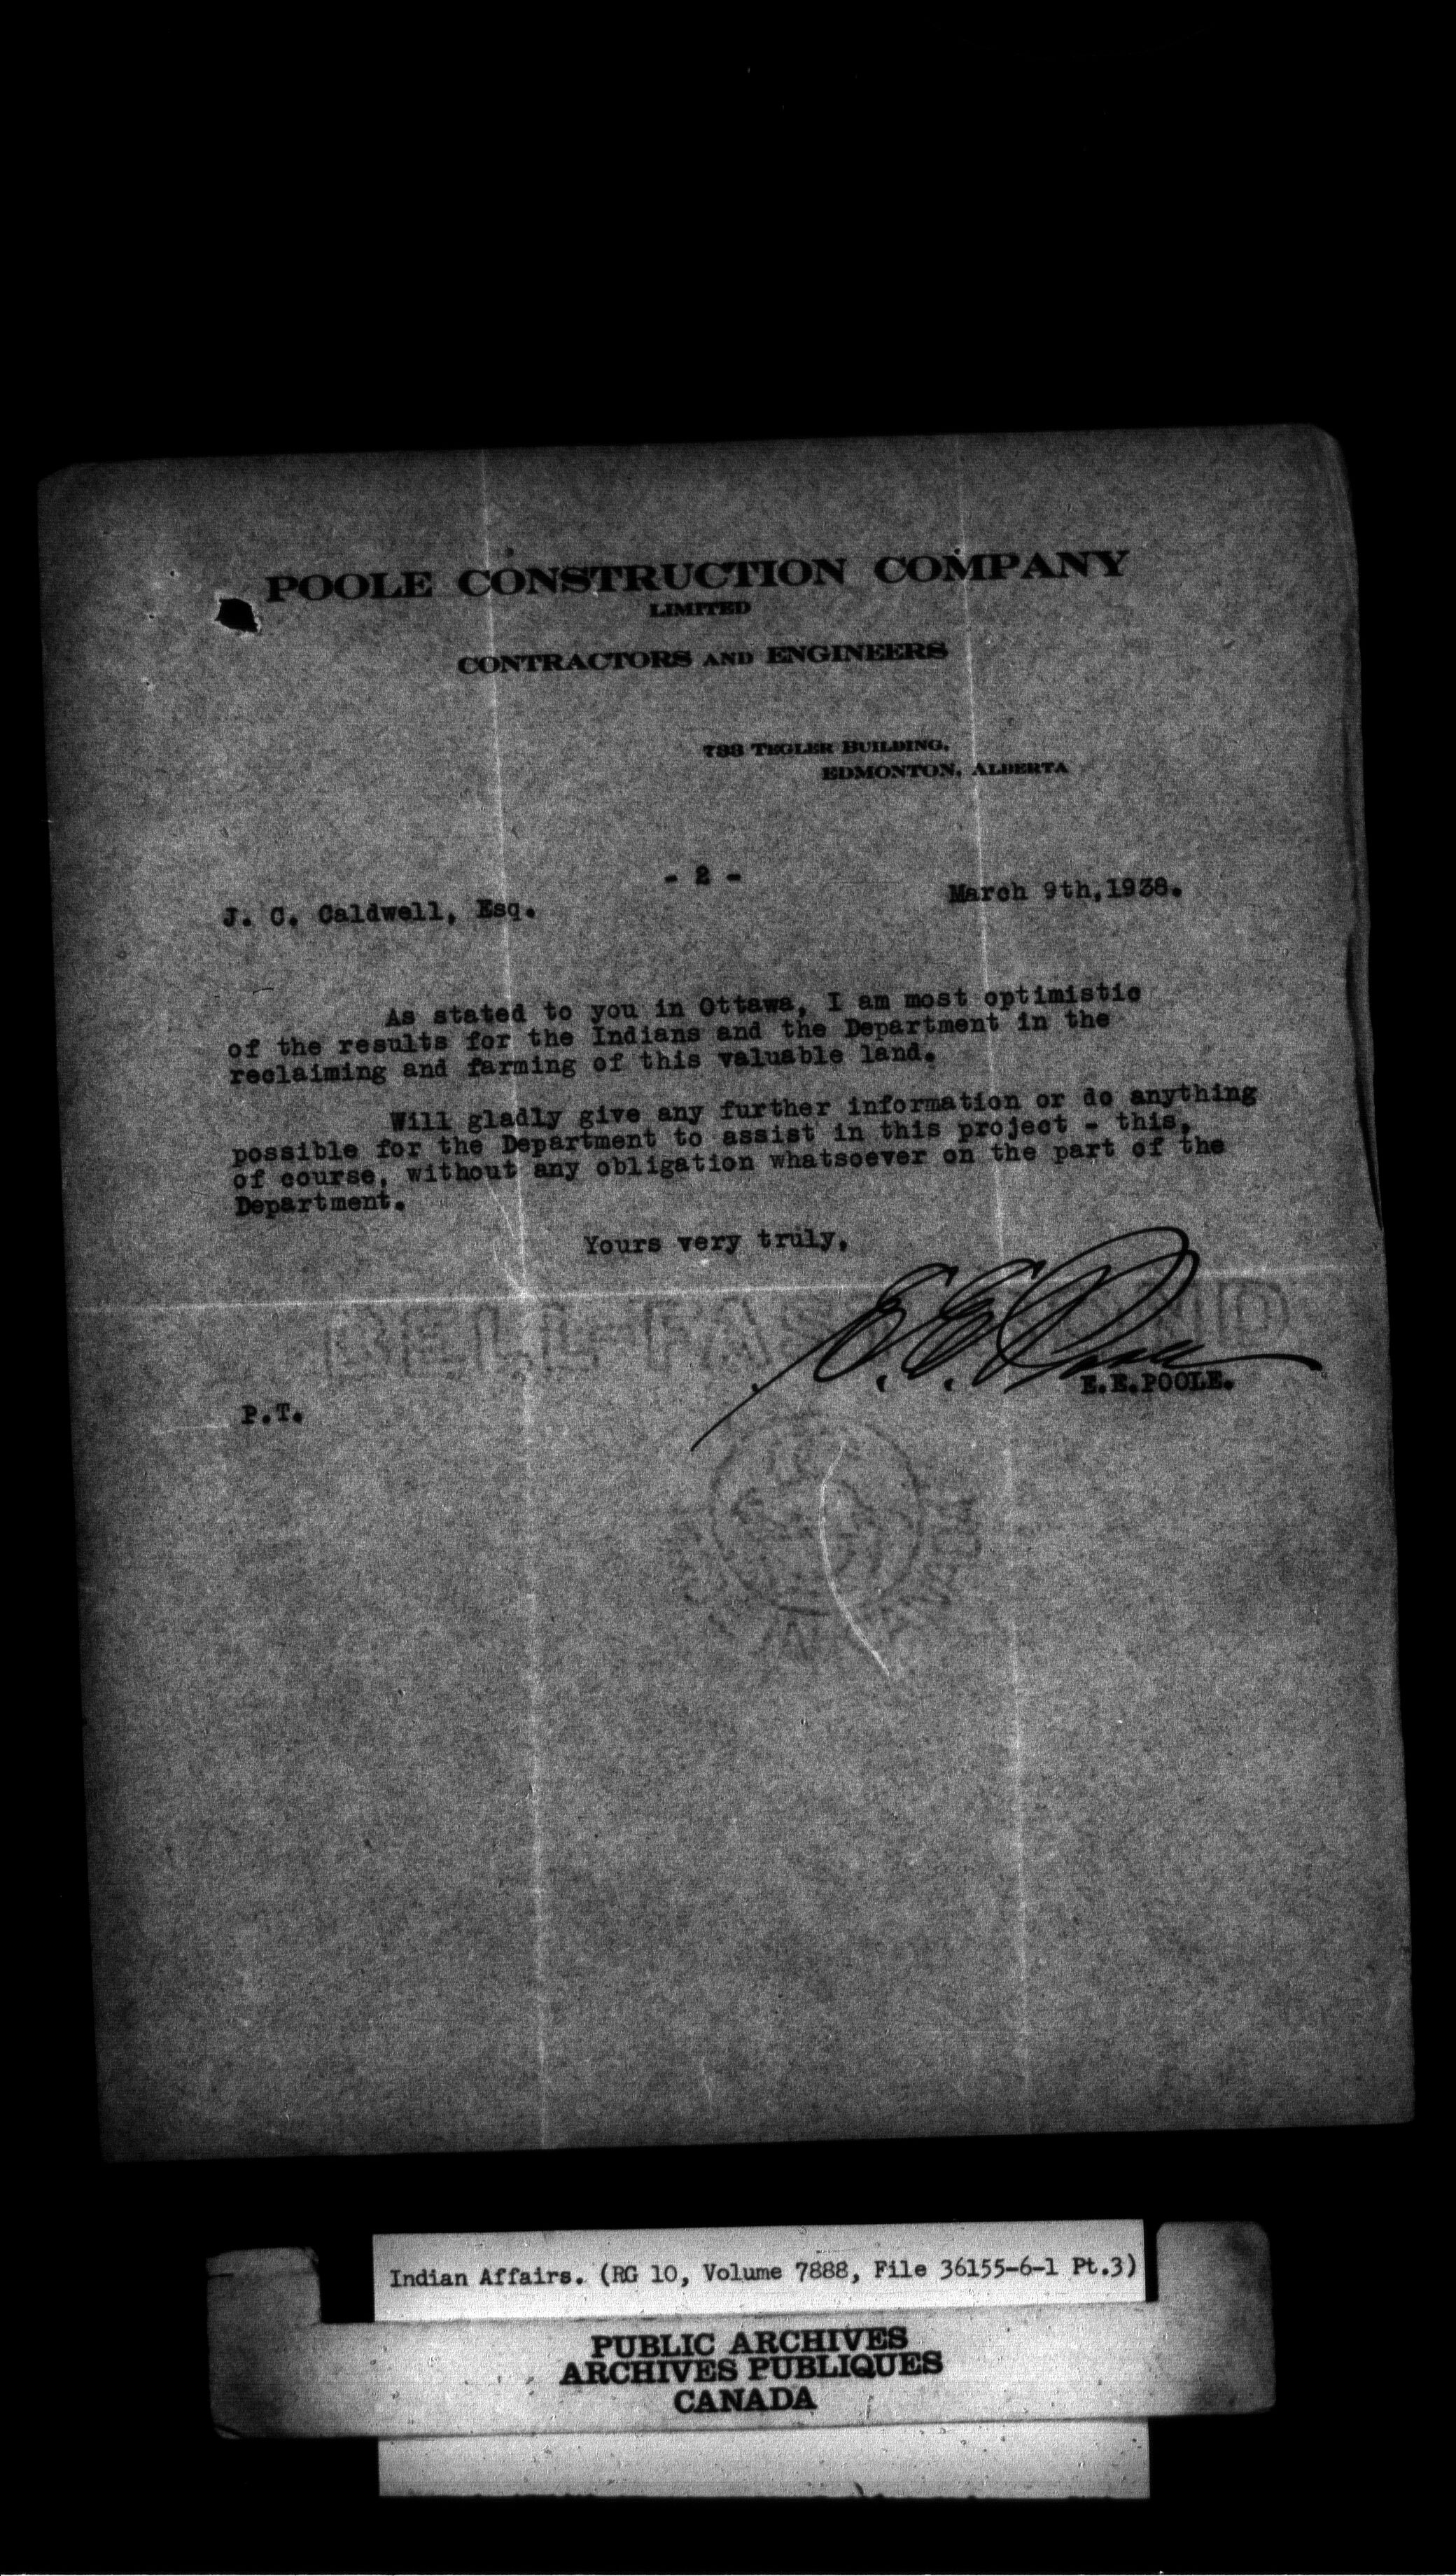 POOLE CONSTRUCTION COMPANY
LIMITED
CONTRACTORS AND ENGINEERS
733 TEGLER BUILDING,
EDMONTON, ALBERTA
- 2 -
J. C. Caldwell, Esq.
March 9th,1938.
As stated to you in Ottawa, I am most optimistic
of the results for the Indians and the Department in the
reclaiming and farming of this valuable land.
Will gladly give any further information or do anything
possible for the Department to assist in this project - this,
of course, without any obligation whatsoever on the part of the
Department.
Yours very truly,
BELL-FAST BOND
E. E. Poole
E.E.POOLE.
P.T.
Indian Affairs. (RG 10, Volume 7888, File 36155-6-1 Pt.3)
PUBLIC ARCHIVES
ARCHIVES PUBLIQUES
CANADA